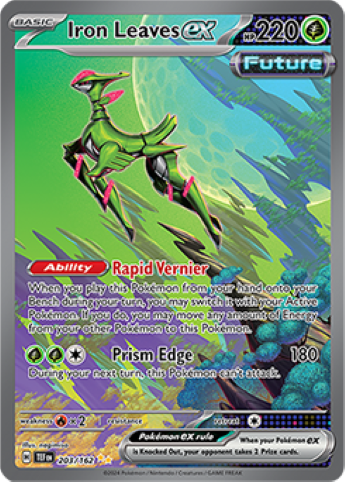 BASIC Iron Leaves ex HP 220
Future
Ability Rapid Vernier
When you play this Pokémon from your hand onto your
Bench during your turn, you may switch it with your Active
Pokémon. If you do, you may move any amount of Energy
from your other Pokémon to this Pokémon.
Prism Edge 180
During your next turn, this Pokémon can't attack.
weakness ×2 resistance retreat
Illus. nagimiso
Pokémon ex rule When your Pokémon ex
is Knocked Out, your opponent takes 2 Prize cards.
H TEF EN 203/162
©2024 Pokémon / Nintendo / Creatures / GAME FREAK